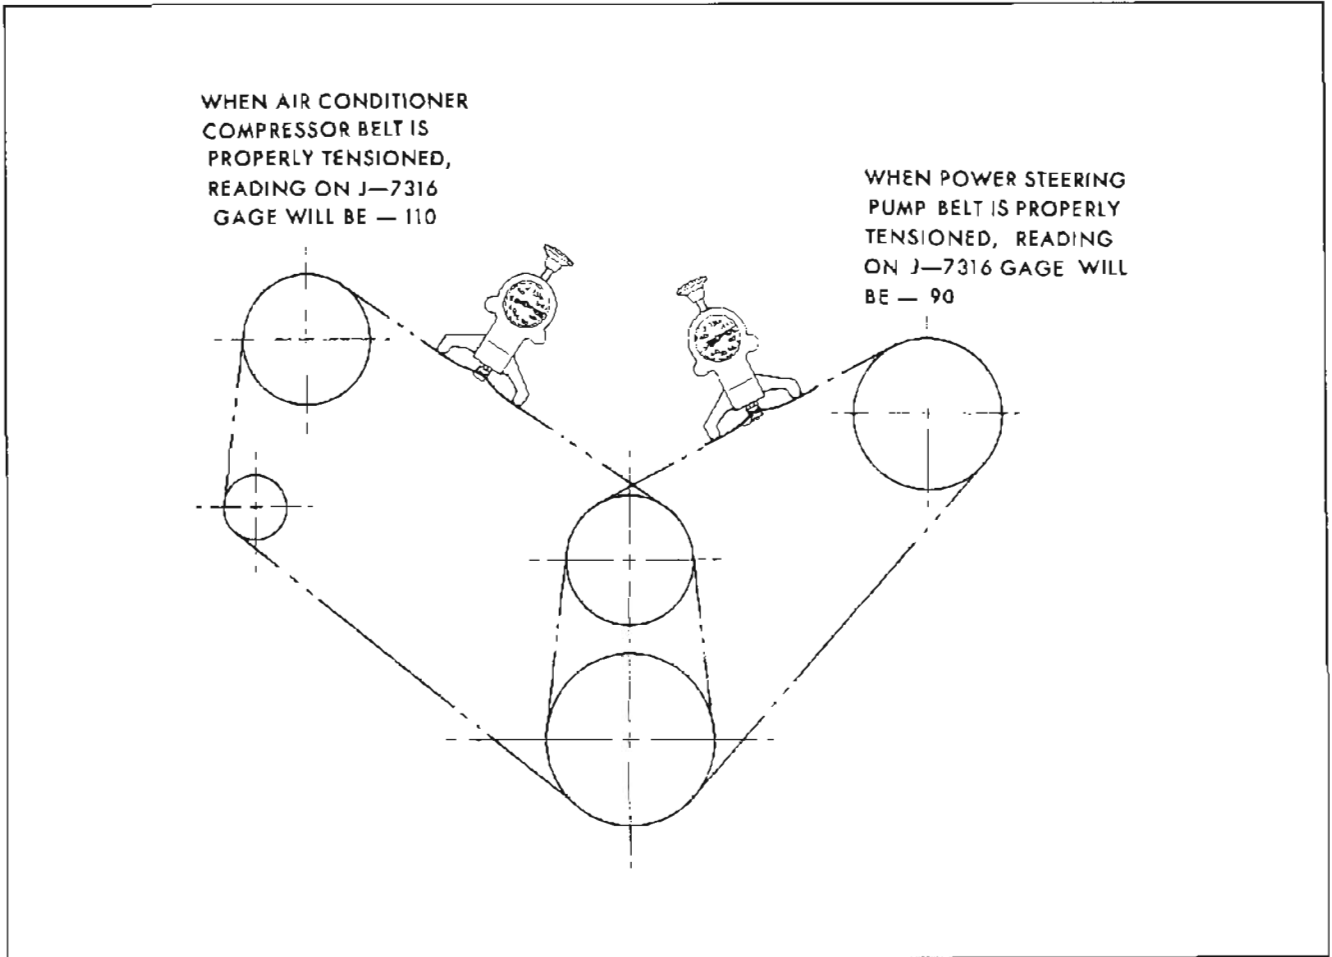 WHEN AIR CONDITIONER
COMPRESSOR BELT IS
PROPERLY TENSIONED,
READING ON J—7316
GAGE WILL BE — 110
WHEN POWER STEERING
PUMP BELT IS PROPERLY
TENSIONED, READING
ON J—7316 GAGE WILL
BE — 90